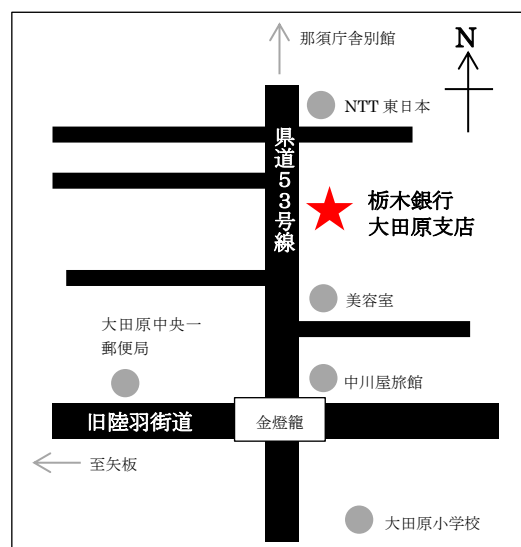 那須庁舎別館
N
NTT 東日本
県道53号線
栃木銀行
大田原支店
美容室
大田原中央一
郵便局
中川屋旅館
旧陸羽街道
金燈籠
至矢板
大田原小学校